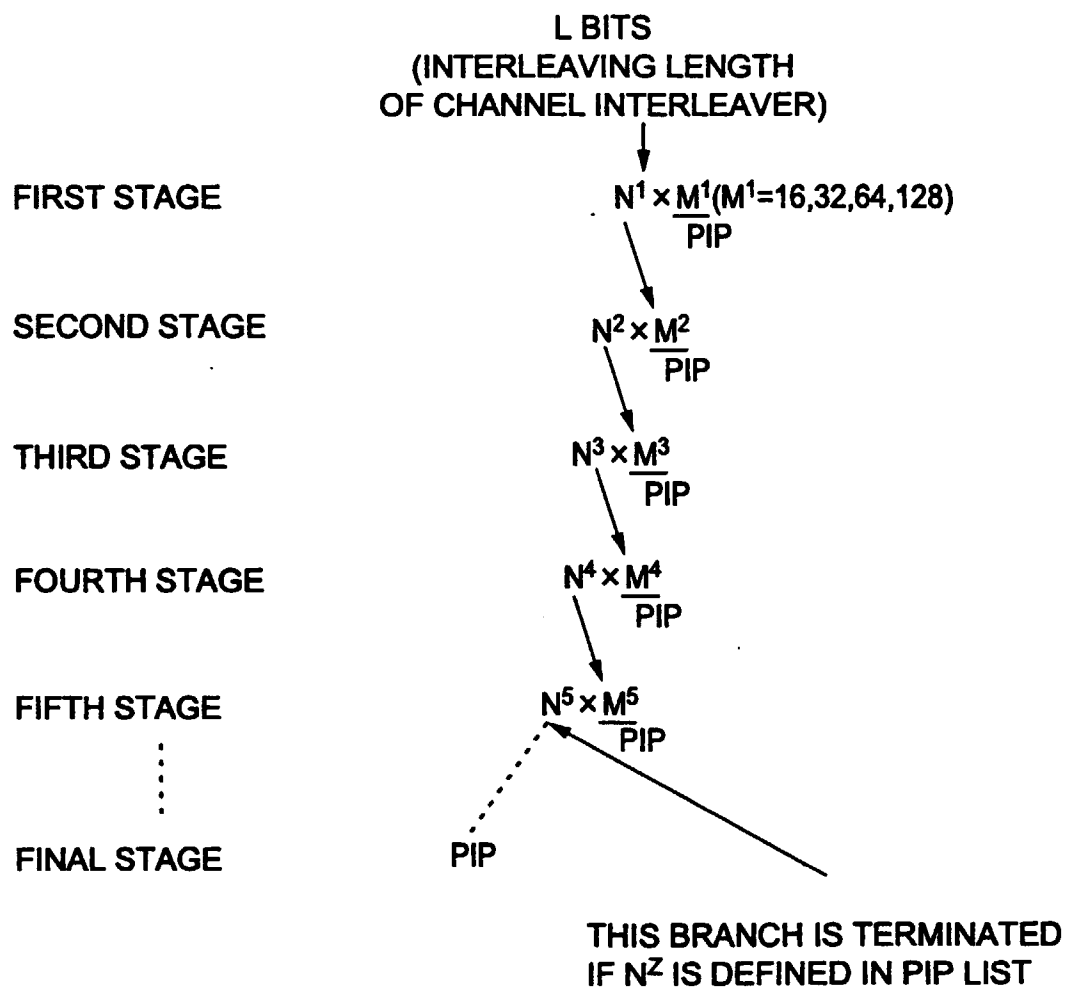 L BITS
(INTERLEAVING LENGTH
OF CHANNEL INTERLEAVER)
FIRST STAGE
N¹ × M¹(M¹=16,32,64,128)
PIP
SECOND STAGE
N² × M²
PIP
THIRD STAGE
N³ × M³
PIP
FOURTH STAGE
N⁴ × M⁴
PIP
FIFTH STAGE
N⁵ × M⁵
PIP
FINAL STAGE
PIP
THIS BRANCH IS TERMINATED
IF Nᶻ IS DEFINED IN PIP LIST